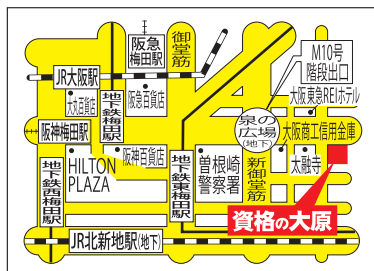 阪急
梅田駅
御堂筋
M10号
階段出口
JR大阪駅
大丸百貨店
地下鉄梅田駅
阪急百貨店
大阪東急REIホテル
泉の
広場
(地下)
阪神梅田駅
大阪商工信用金庫
地下鉄西梅田駅
HILTON
PLAZA
阪神百貨店
地下鉄東梅田駅
曽根崎
警察署
新御堂筋
太融寺
資格の大原
JR北新地駅(地下)